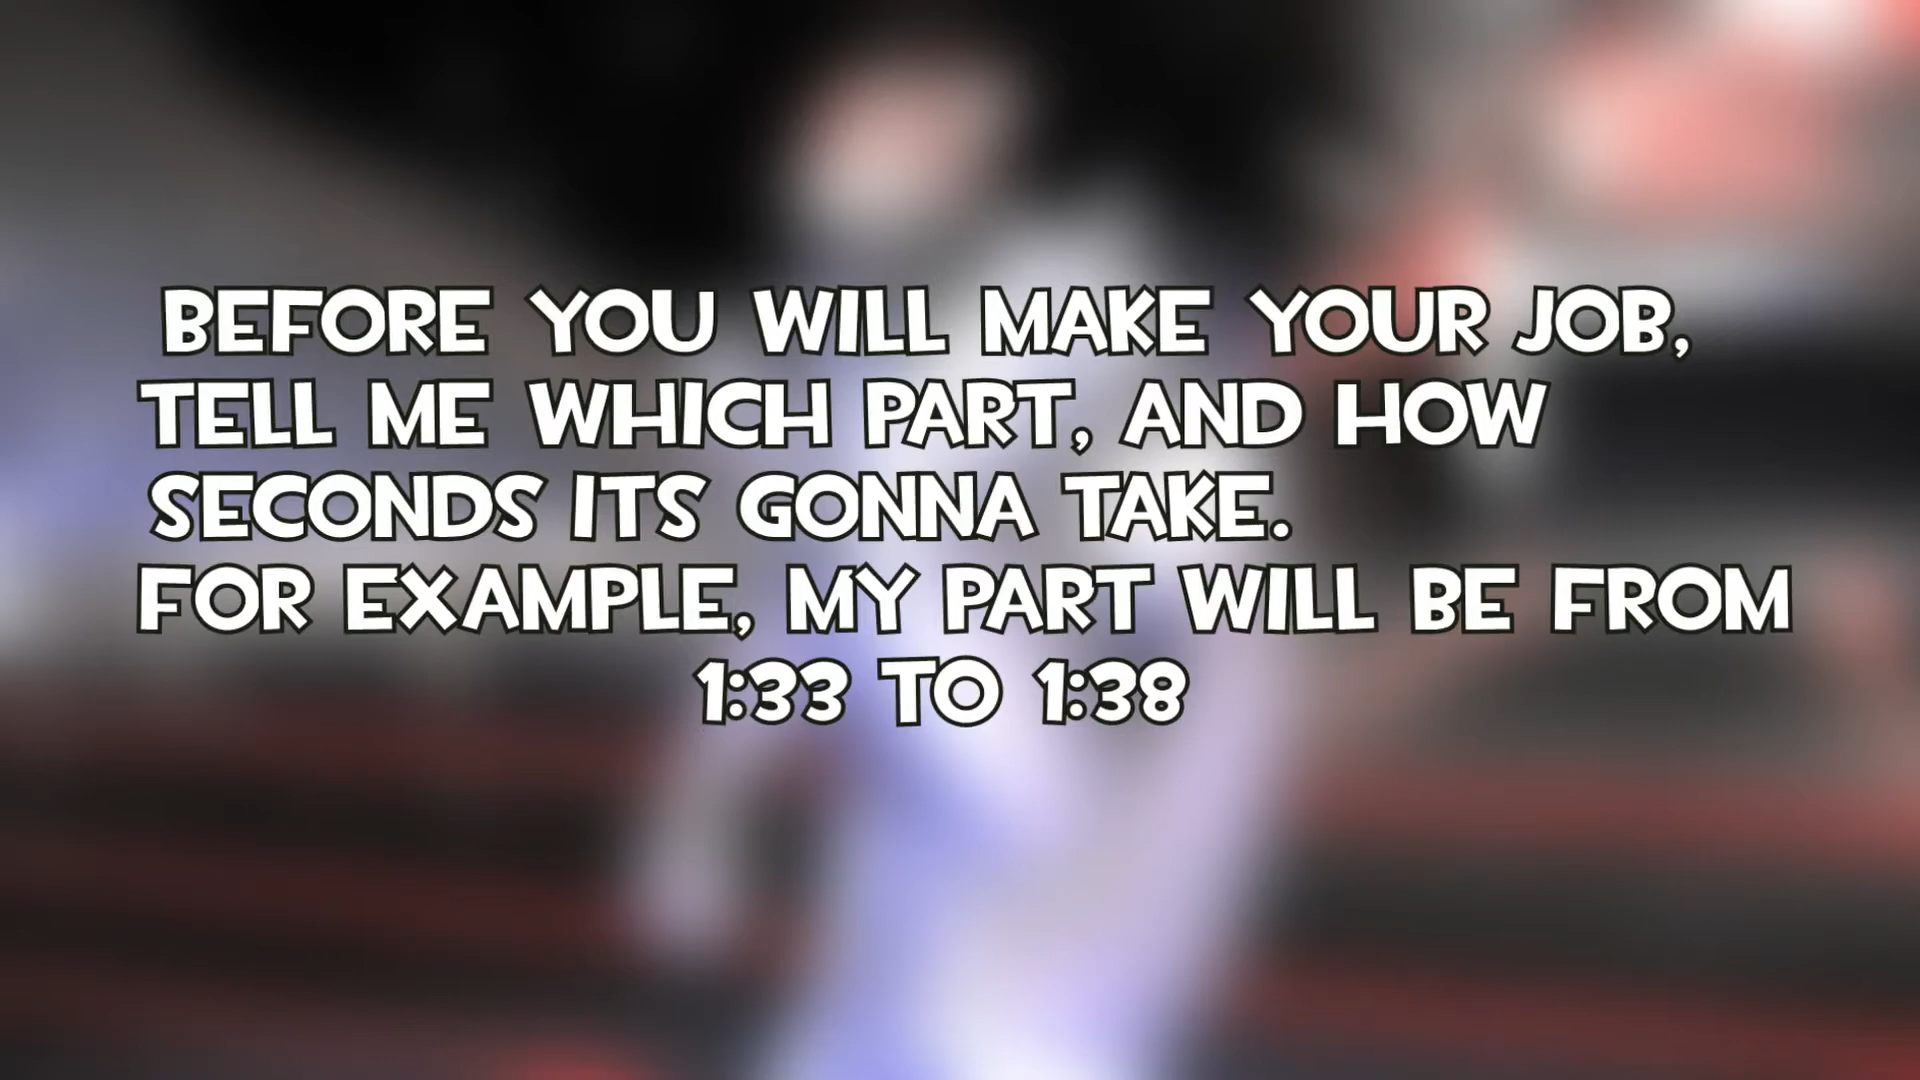 BEFORE YOU WILL MAKE YOUR JOB,
TELL ME WHICH PART, AND HOW
SECONDS ITS GONNA TAKE.
FOR EXAMPLE, MY PART WILL BE FROM
1:33 TO 1:38